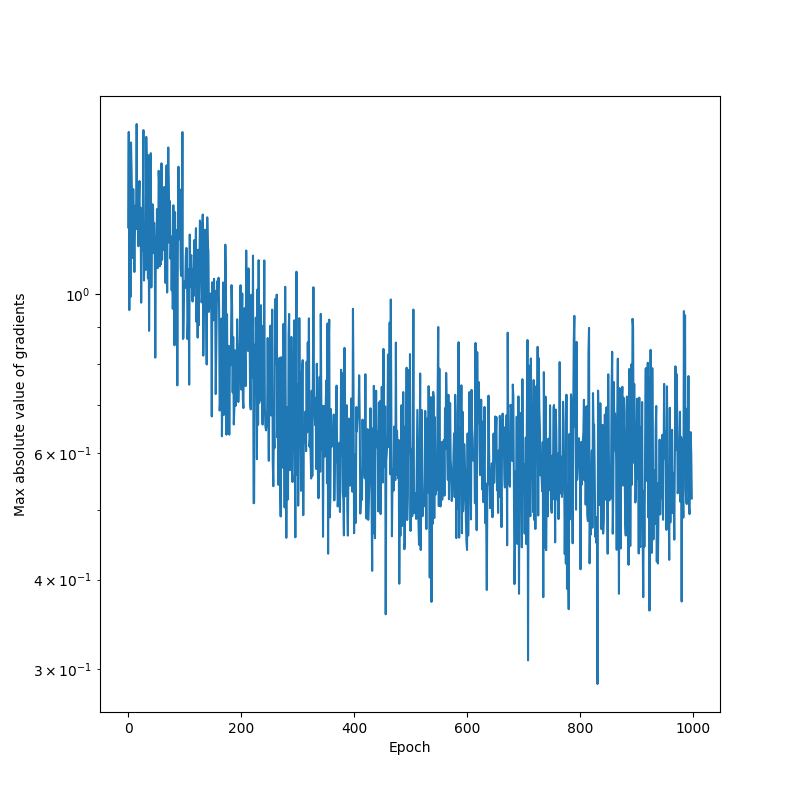 Max absolute value of gradients
10⁰
6 × 10⁻¹
4 × 10⁻¹
3 × 10⁻¹
0 200 400 600 800 1000
Epoch